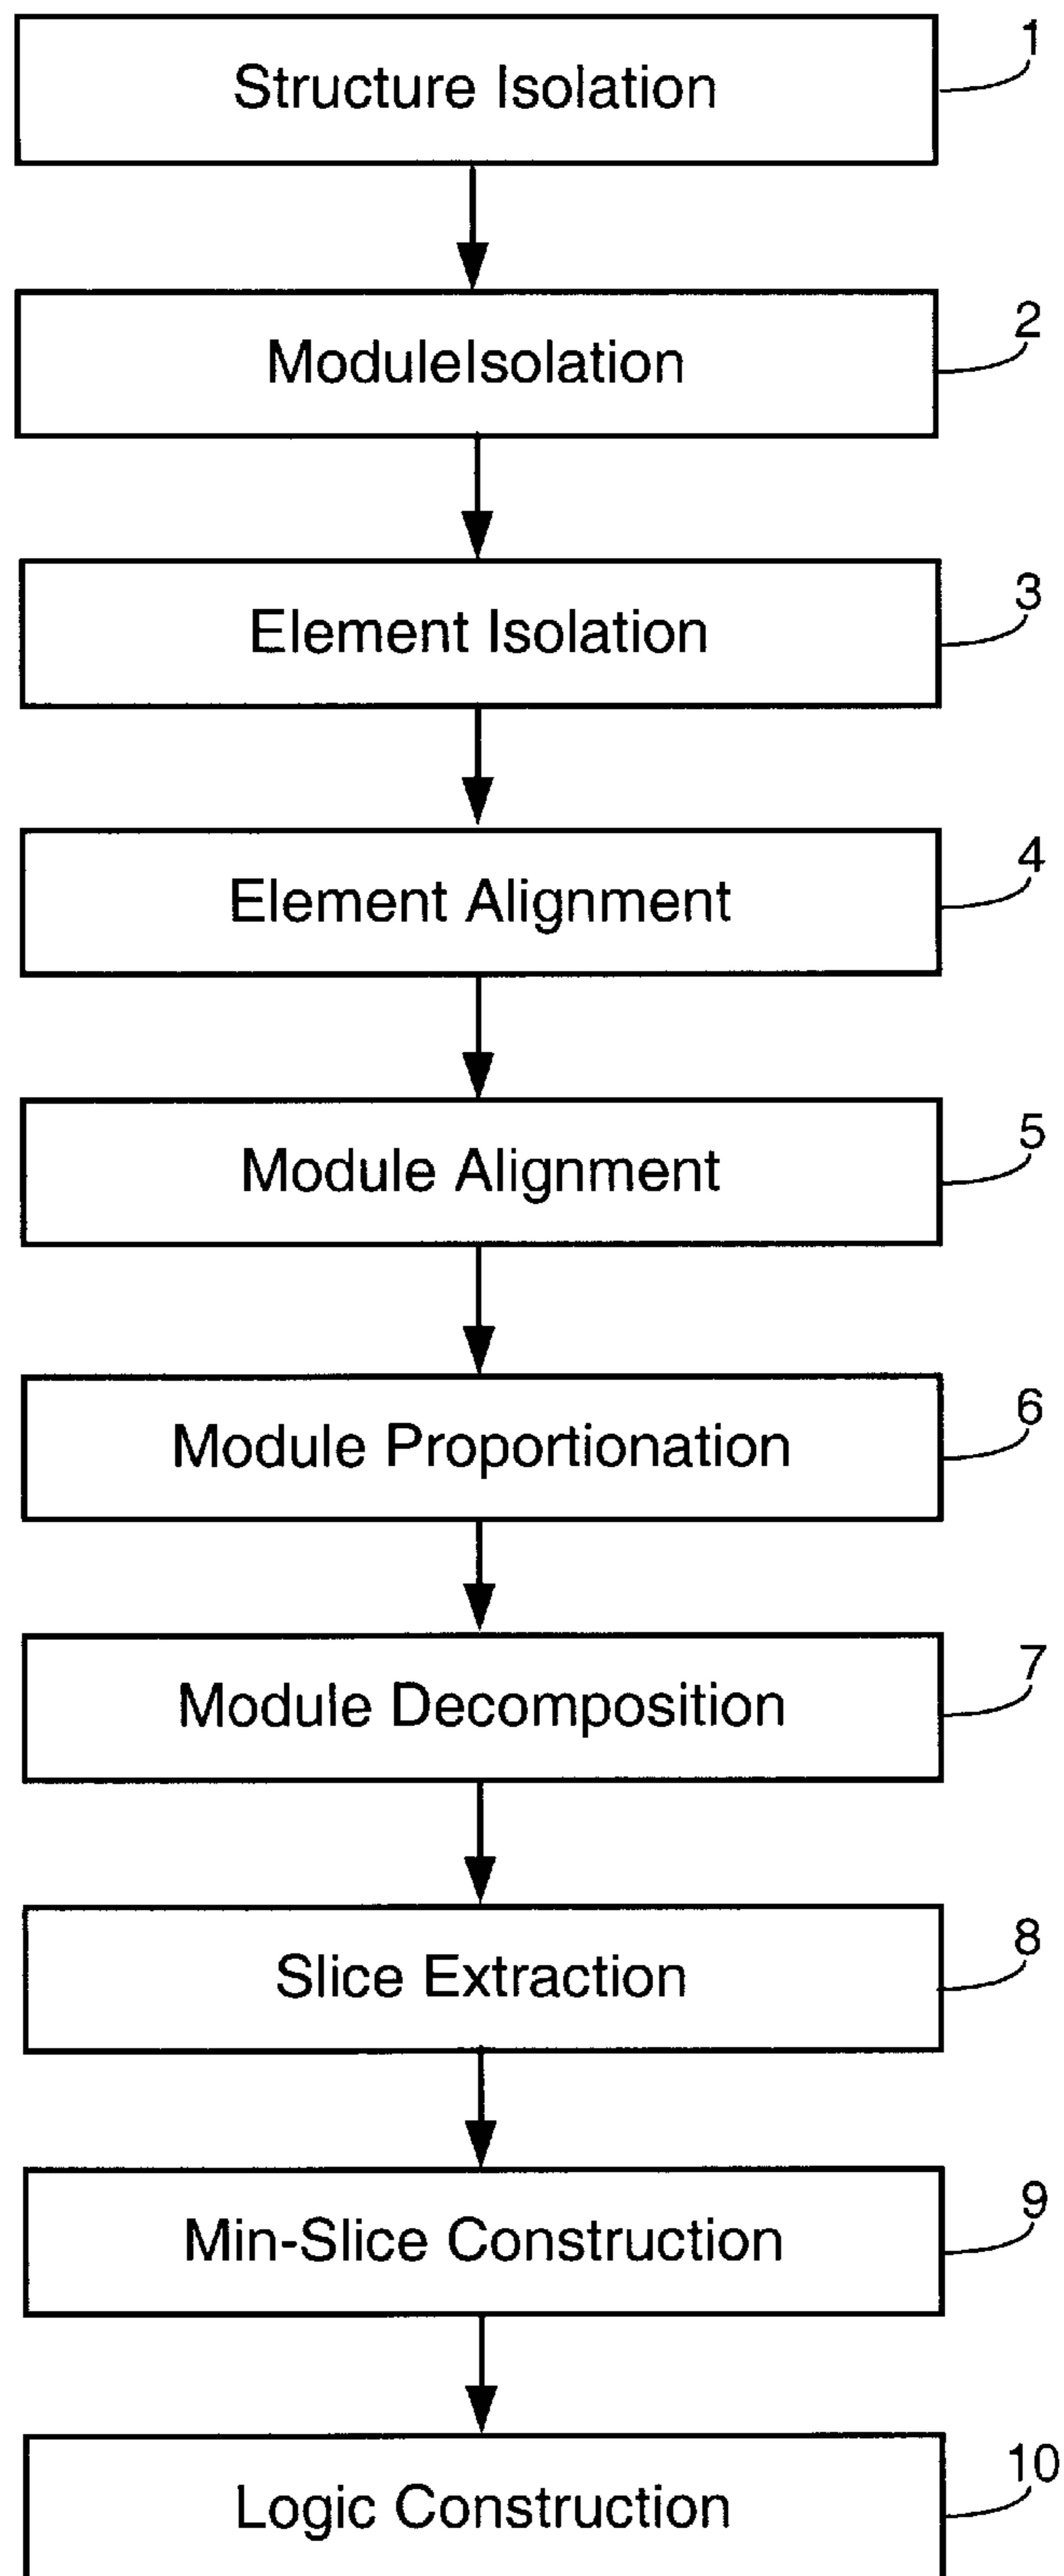 Structure Isolation
1
ModuleIsolation
2
Element Isolation
3
Element Alignment
4
Module Alignment
5
Module Proportionation
6
Module Decomposition
7
Slice Extraction
8
Min-Slice Construction
9
Logic Construction
10